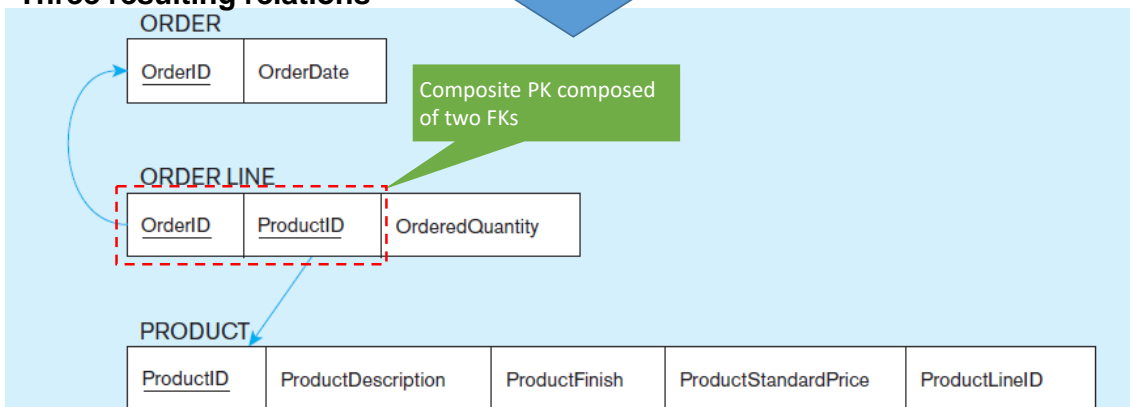 Three resulting relations
ORDER
OrderID OrderDate
Composite PK composed
of two FKs
ORDER LINE
OrderID ProductID OrderedQuantity
PRODUCT
ProductID ProductDescription ProductFinish ProductStandardPrice ProductLineID